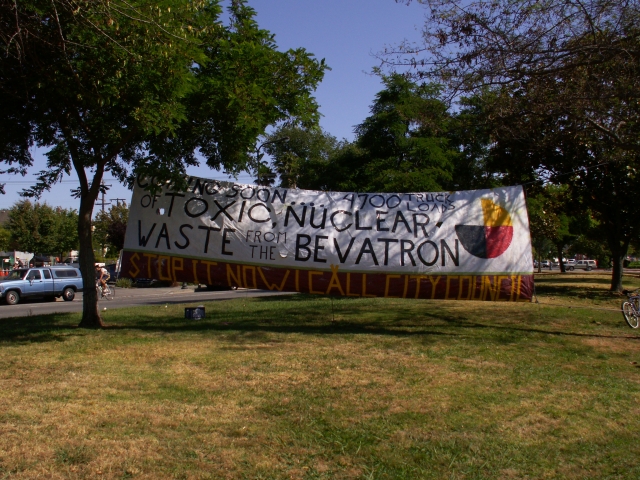 COMING SOON 4700 TRUCK LOADS
OF TOXIC, NUCLEAR,
WASTE FROM THE BEVATRON
STOP IT NOW! CALL CITY COUNCIL